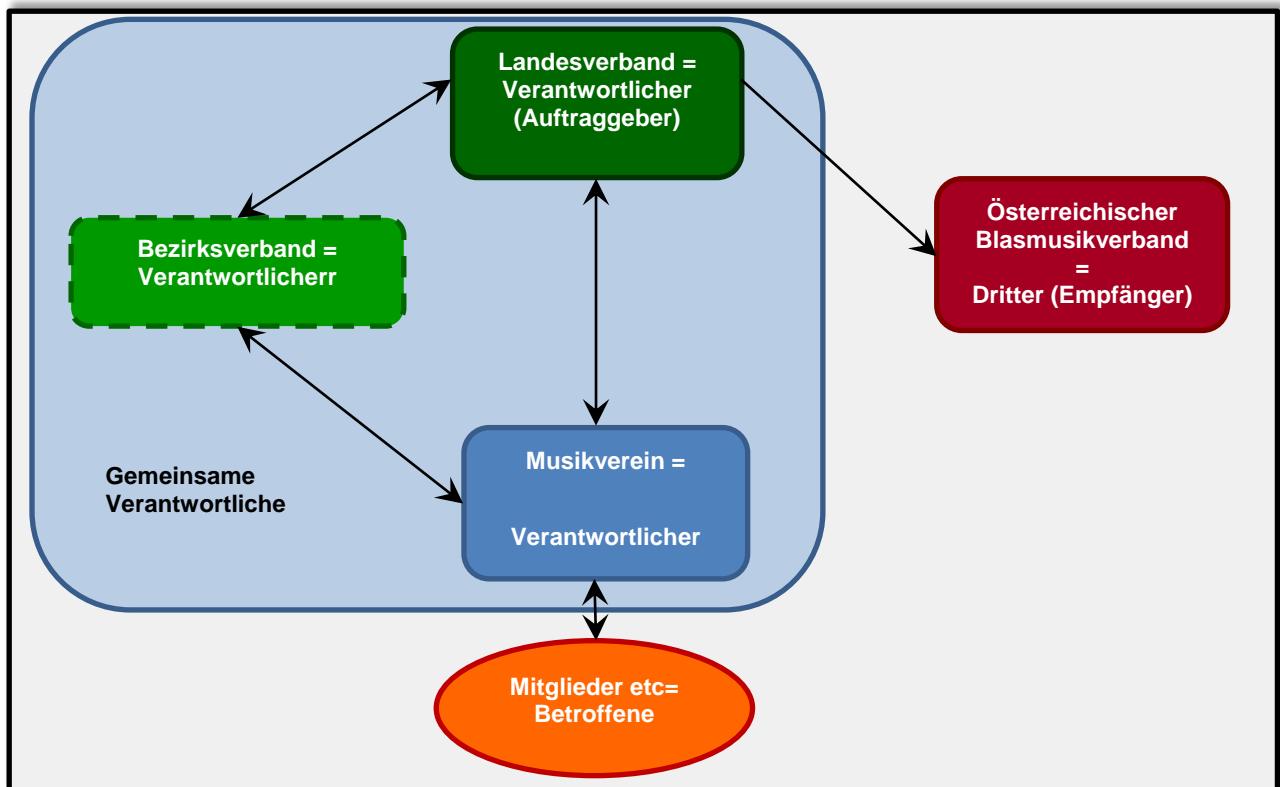 Landesverband =
Verantwortlicher
(Auftraggeber)
Österreichischer
Blasmusikverband
=
Dritter (Empfänger)
Bezirksverband =
Verantwortlicherr
Gemeinsame
Verantwortliche
Musikverein =
Verantwortlicher
Mitglieder etc=
Betroffene